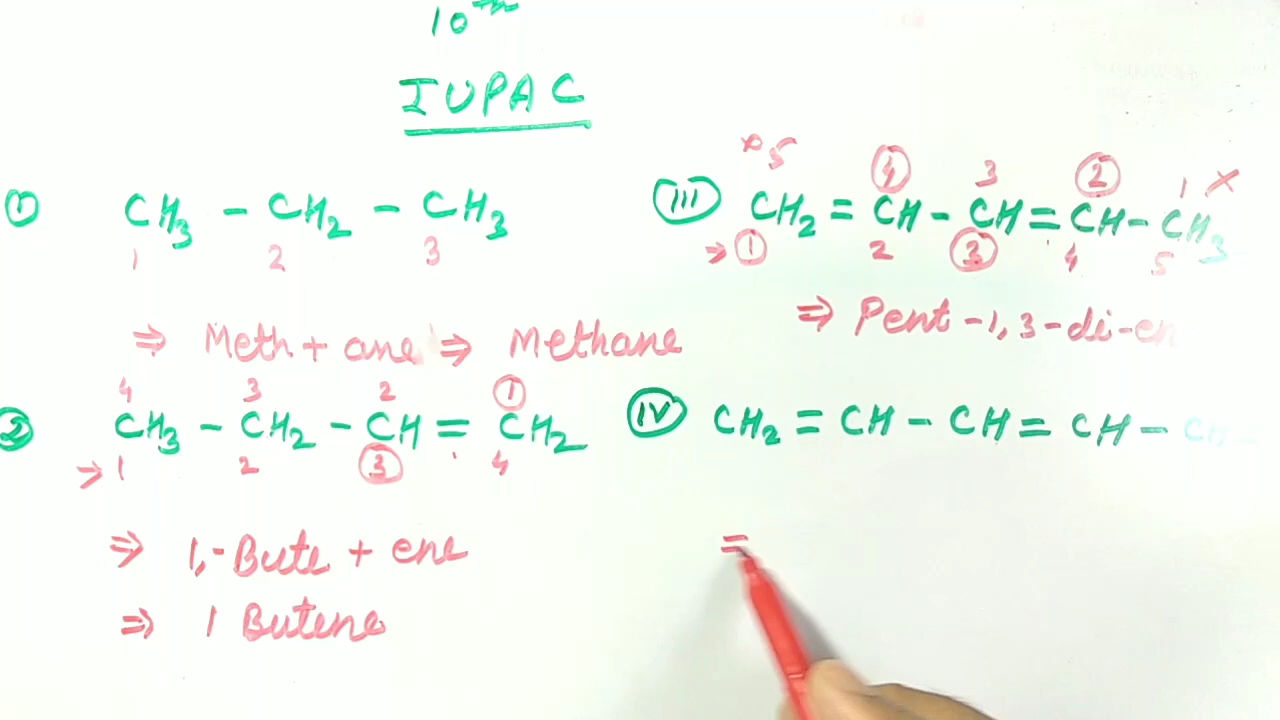 10th
IUPAC
① CH₃ - CH₂ - CH₃
1 2 3
⇒ Meth + ane ⇒ Methane
4 3 2 ①
② CH₃ - CH₂ - CH = CH₂
→ 1 2 ③ 4
⇒ 1,-Bute + ene
⇒ 1 Butene
5 ④ 3 ② 1 ×
(III) CH₂ = CH - CH = CH - CH₃
→ ① 2 ③ 4 5
⇒ Pent -1,3-di-en
(IV) CH₂ = CH - CH = CH - CH -
=